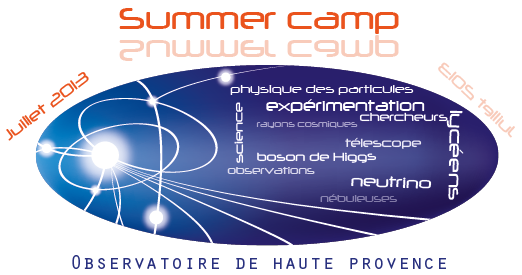 Summer camp
Juillet 2013
physique des particules
expérimentation
chercheurs
science
rayons cosmiques
lycéens
télescope
boson de Higgs
observations
neutrino
nébuleuses
Observatoire de haute provence